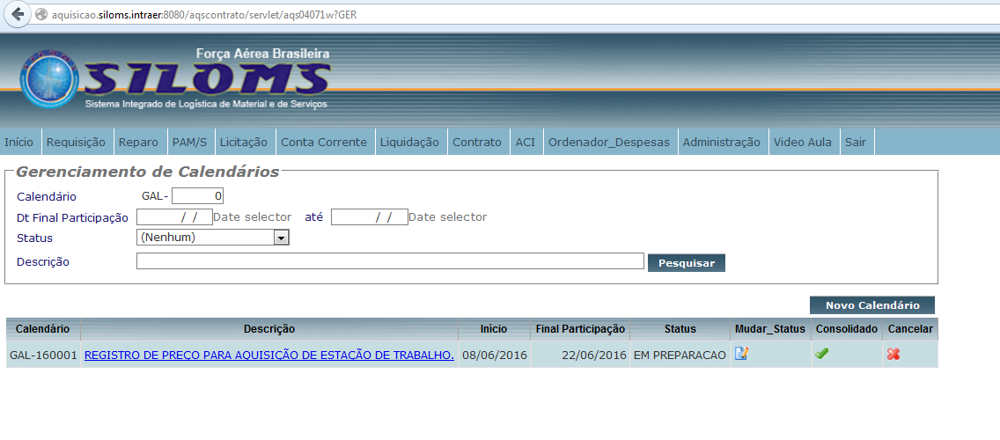 aquisicao.siloms.intraer:8080/aqscontrato/servlet/aqs04071w?GER
Força Aérea Brasileira
SILOMS
Sistema Integrado de Logística de Material e de Serviços
Início Requisição Reparo PAM/S Licitação Conta Corrente Liquidação Contrato ACI Ordenador_Despesas Administração Video Aula Sair
Gerenciamento de Calendários
Calendário GAL- 0
Dt Final Participação / / Date selector até / / Date selector
Status (Nenhum)
Descrição Pesquisar
Novo Calendário
Calendário Descrição Início Final Participação Status Mudar_Status Consolidado Cancelar
GAL-160001 REGISTRO DE PREÇO PARA AQUISIÇÃO DE ESTAÇÃO DE TRABALHO. 08/06/2016 22/06/2016 EM PREPARACAO